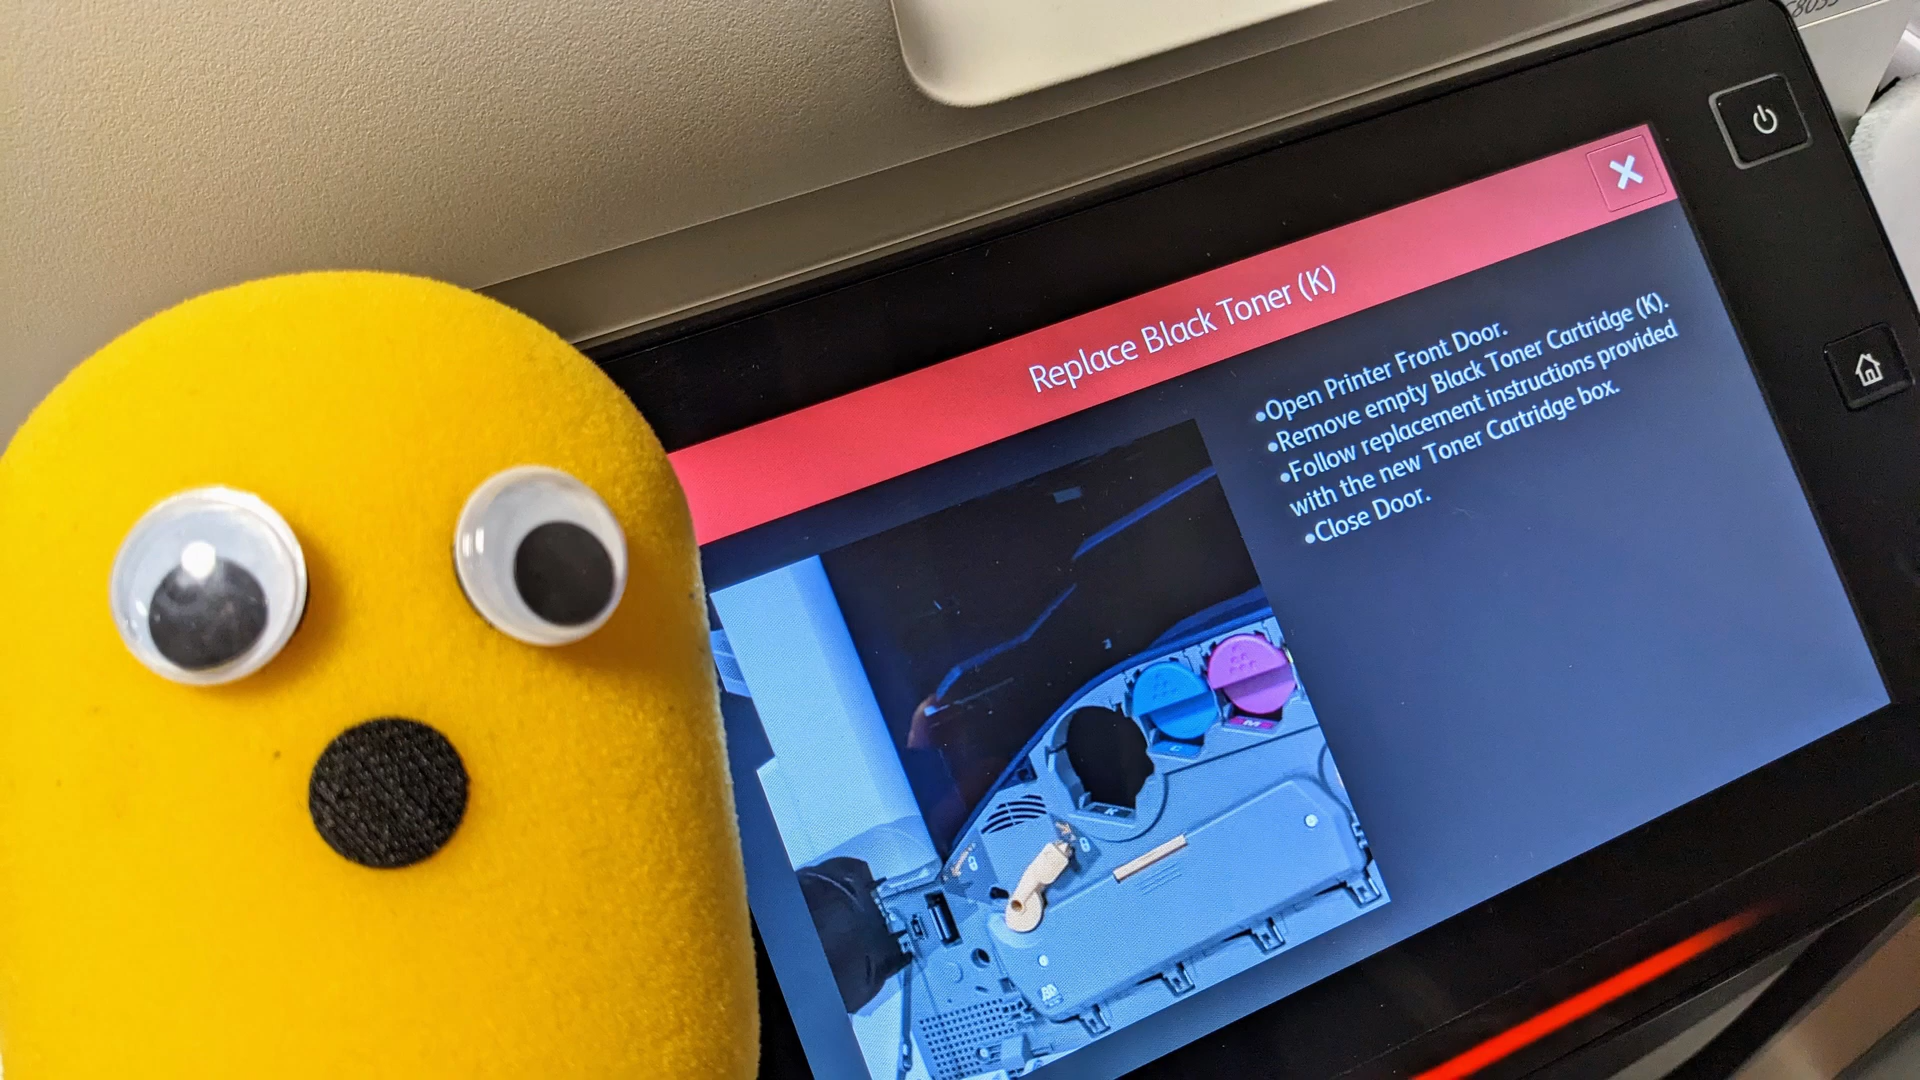 C8055
Replace Black Toner (K)
•Open Printer Front Door.
•Remove empty Black Toner Cartridge (K).
•Follow replacement instructions provided
with the new Toner Cartridge box.
•Close Door.
C
M
K